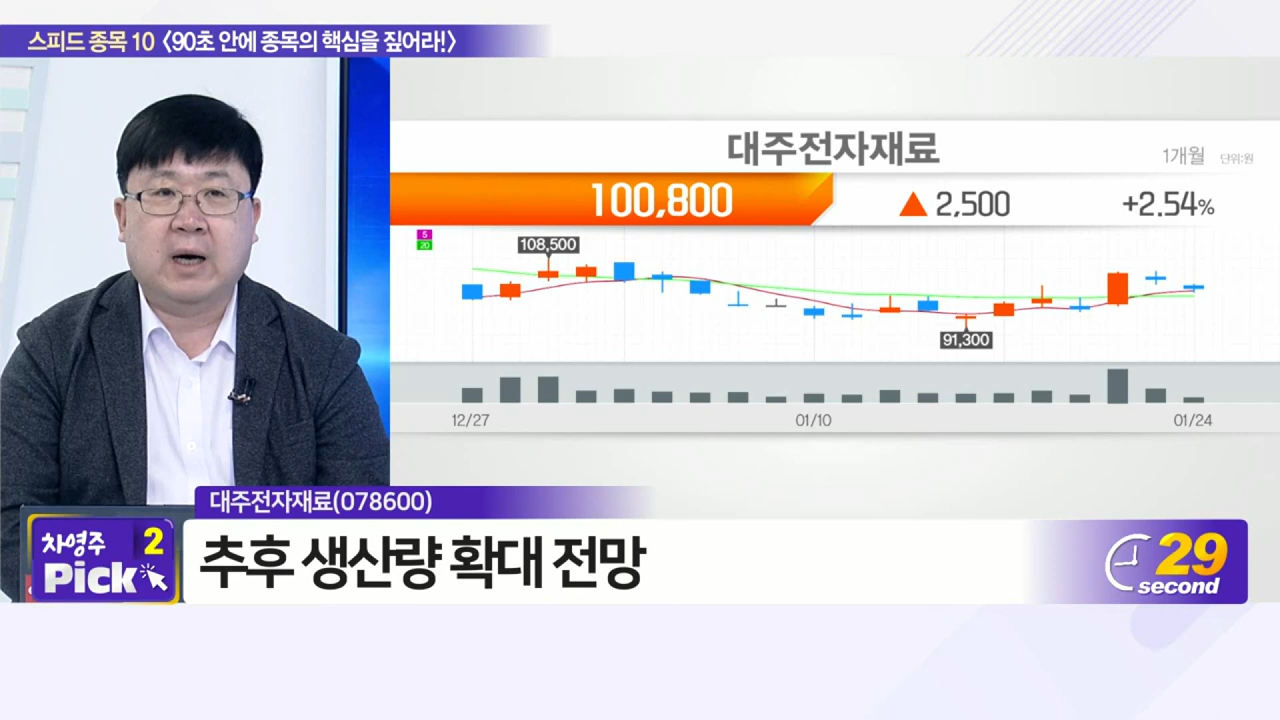 스피드 종목 10 〈90초 안에 종목의 핵심을 짚어라!〉
대주전자재료
1개월 단위:원
100,800 ▲ 2,500 +2.54%
5
20
108,500
91,300
12/27 01/10 01/24
대주전자재료(078600)
차영주 2
Pick
추후 생산량 확대 전망
29
second